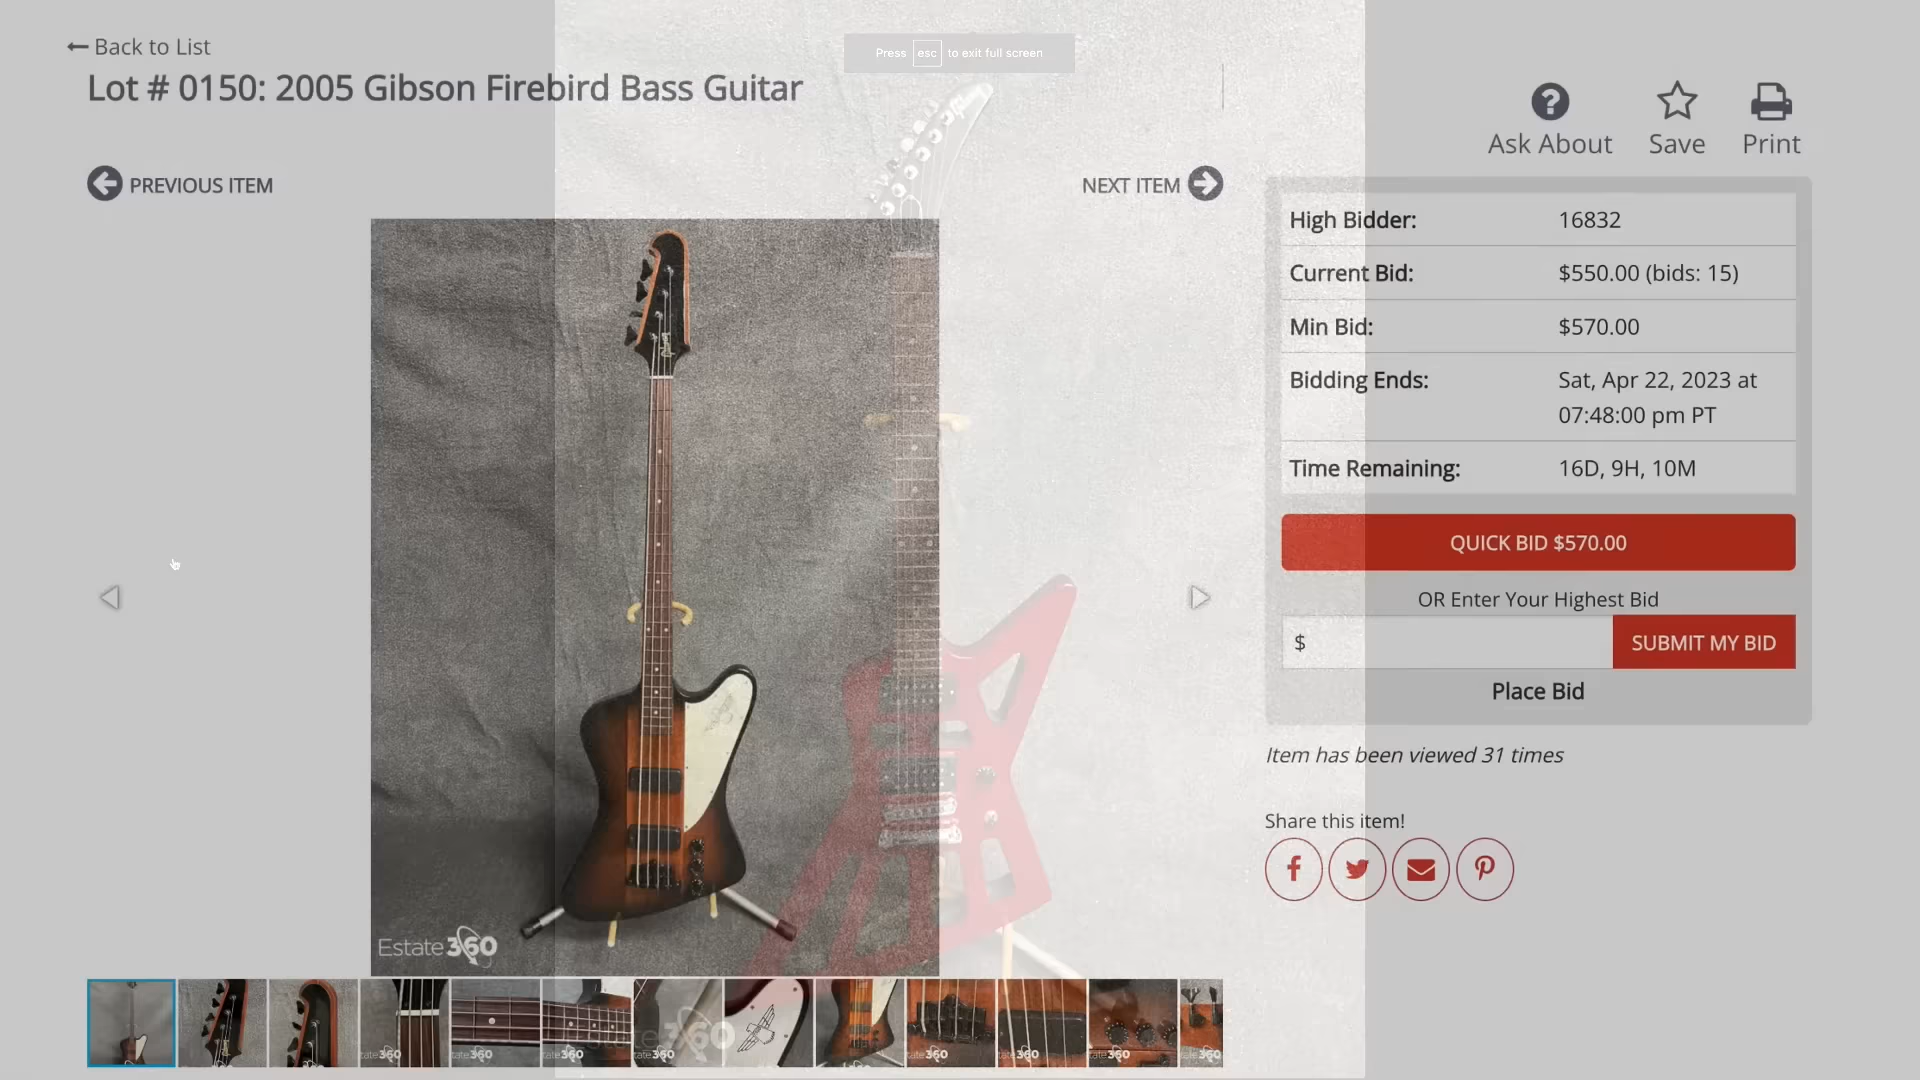 Back to List
Lot # 0150: 2005 Gibson Firebird Bass Guitar
Press esc to exit full screen
Ask About
Save
Print
PREVIOUS ITEM
NEXT ITEM
High Bidder: 16832
Current Bid: $550.00 (bids: 15)
Min Bid: $570.00
Bidding Ends: Sat, Apr 22, 2023 at
07:48:00 pm PT
Time Remaining: 16D, 9H, 10M
QUICK BID $570.00
OR Enter Your Highest Bid
$
SUBMIT MY BID
Place Bid
Item has been viewed 31 times
Share this item!
Gibson
Estate360